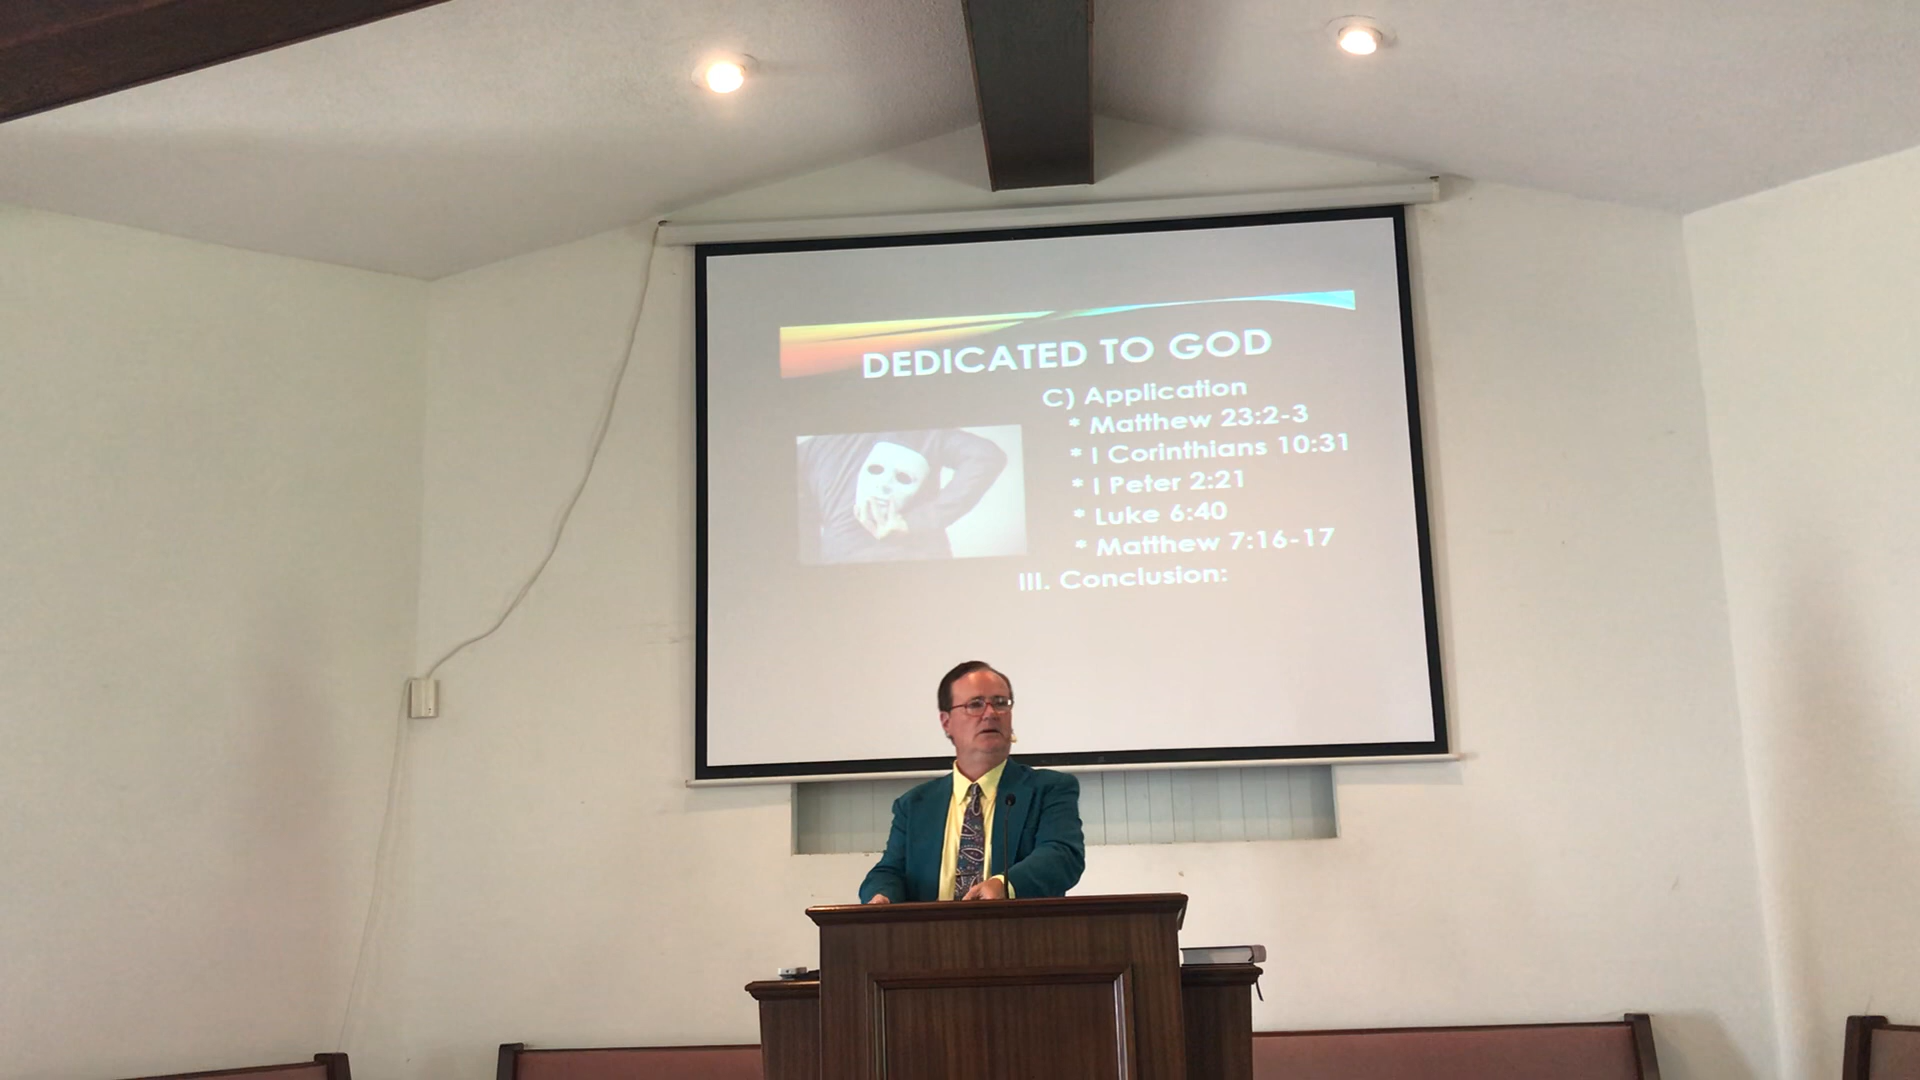 DEDICATED TO GOD
C) Application
* Matthew 23:2-3
* I Corinthians 10:31
* I Peter 2:21
* Luke 6:40
* Matthew 7:16-17
III. Conclusion: